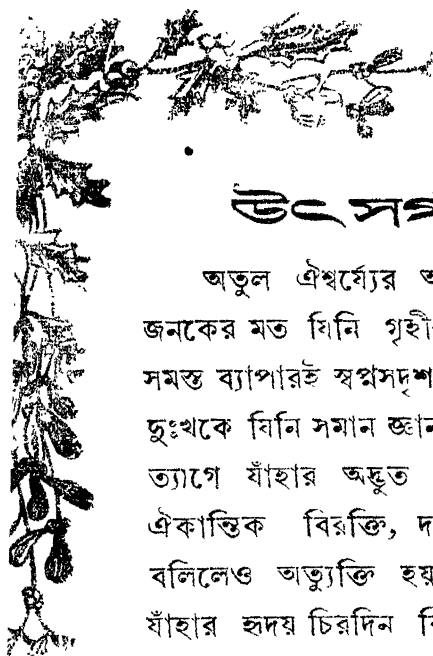 উৎসর্গ
অতুল ঐশ্বর্য্যের
জনকের মত যিনি গৃহী
সমস্ত ব্যাপারই স্বপ্নসদৃশ
দুঃখকে যিনি সমান জ্ঞান
ত্যাগে যাঁহার অদ্ভুত
ঐকান্তিক বিরক্তি,
বলিলেও অত্যুক্তি হয়
যাঁহার হৃদয় চিরদিন